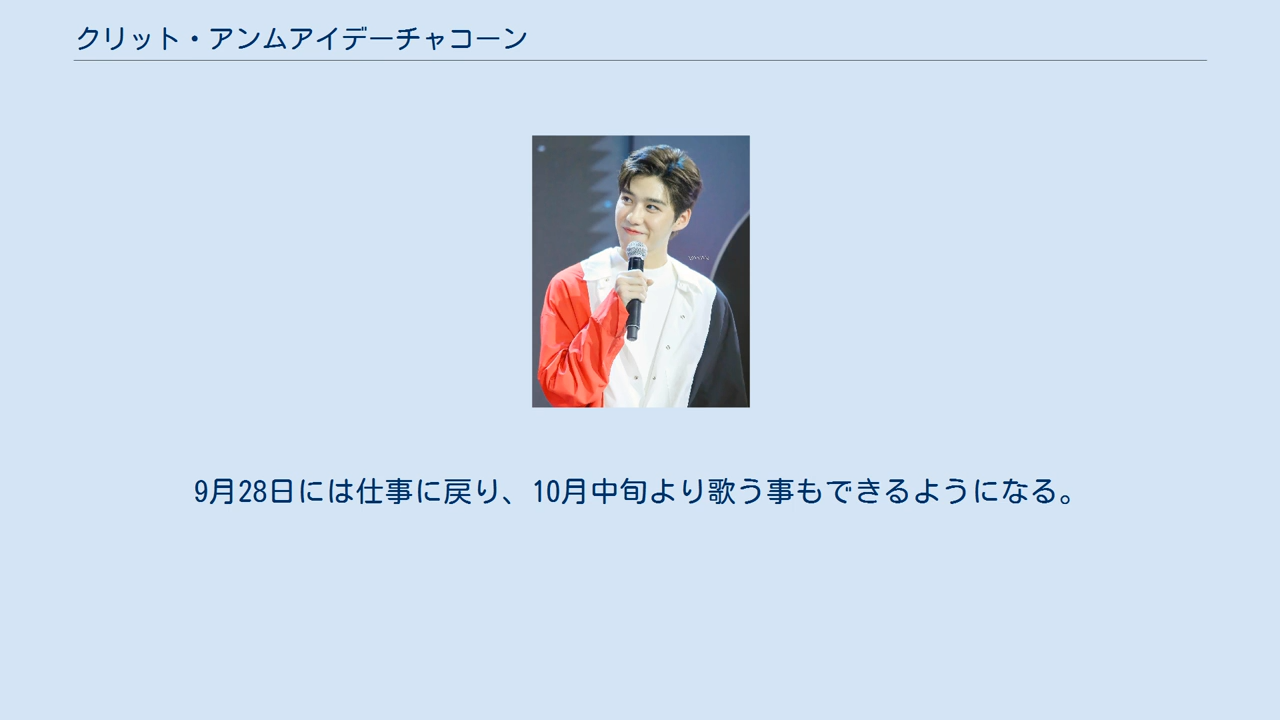 クリット・アンムアイデーチャコーン
9月28日には仕事に戻り、10月中旬より歌う事もできるようになる。